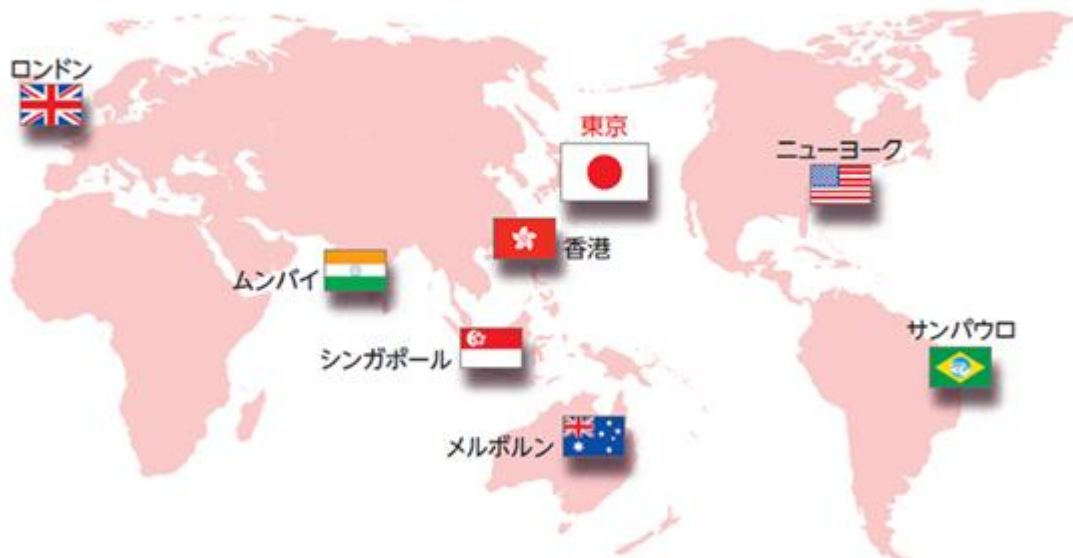 ロンドン
東京
ニューヨーク
香港
ムンバイ
サンパウロ
シンガポール
メルボルン